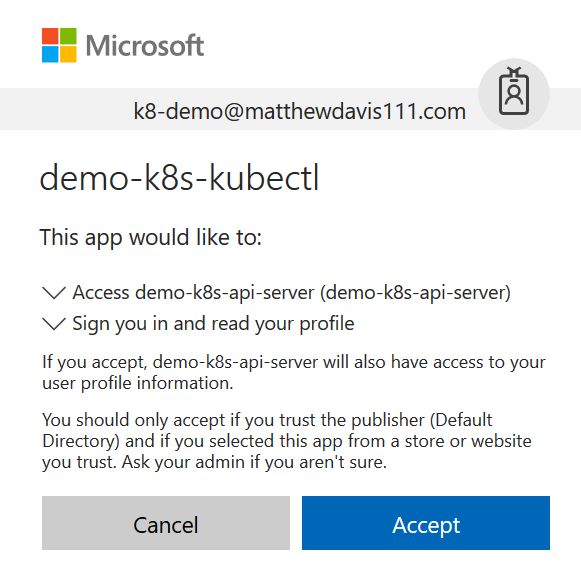 Microsoft
k8-demo@matthewdavis111.com
demo-k8s-kubectl
This app would like to:
Access demo-k8s-api-server (demo-k8s-api-server)
Sign you in and read your profile
If you accept, demo-k8s-api-server will also have access to your
user profile information.
You should only accept if you trust the publisher (Default
Directory) and if you selected this app from a store or website
you trust. Ask your admin if you aren't sure.
Cancel
Accept